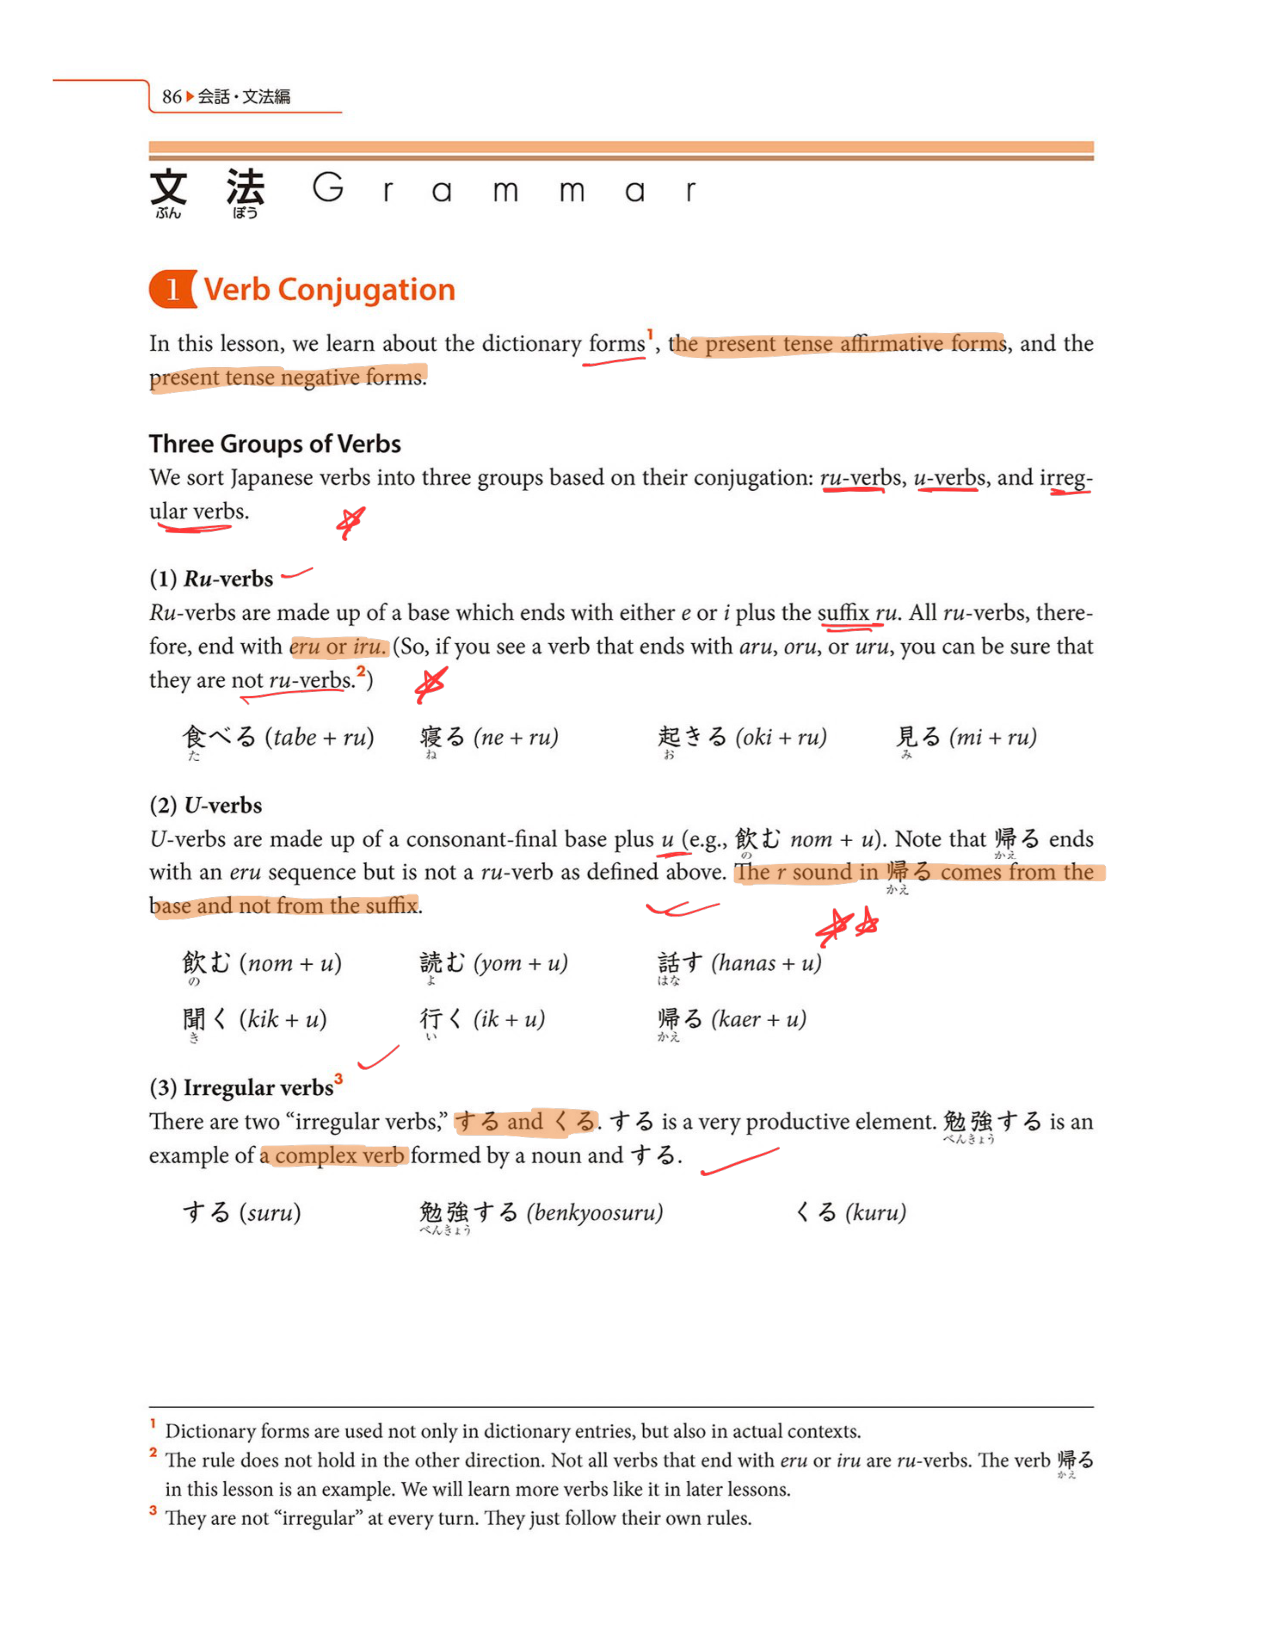 86▶会話・文法編
文法 Grammar
ぶん ぽう
1 Verb Conjugation
In this lesson, we learn about the dictionary forms1, the present tense affirmative forms, and the
present tense negative forms.
Three Groups of Verbs
We sort Japanese verbs into three groups based on their conjugation: ru-verbs, u-verbs, and irreg-
ular verbs.
(1) Ru-verbs
Ru-verbs are made up of a base which ends with either e or i plus the suffix ru. All ru-verbs, there-
fore, end with eru or iru. (So, if you see a verb that ends with aru, oru, or uru, you can be sure that
they are not ru-verbs.2)
食べる (tabe + ru) 寝る (ne + ru) 起きる (oki + ru) 見る (mi + ru)
た ね お み
(2) U-verbs
U-verbs are made up of a consonant-final base plus u (e.g., 飲む nom + u). Note that 帰る ends
の かえ
with an eru sequence but is not a ru-verb as defined above. The r sound in 帰る comes from the
かえ
base and not from the suffix.
飲む (nom + u) 読む (yom + u) 話す (hanas + u)
の よ はな
聞く (kik + u) 行く (ik + u) 帰る (kaer + u)
き い かえ
(3) Irregular verbs3
There are two “irregular verbs,” する and くる. する is a very productive element. 勉強する is an
べんきょう
example of a complex verb formed by a noun and する.
する (suru) 勉強する (benkyoosuru) くる (kuru)
べんきょう
1 Dictionary forms are used not only in dictionary entries, but also in actual contexts.
2 The rule does not hold in the other direction. Not all verbs that end with eru or iru are ru-verbs. The verb 帰る
かえ
in this lesson is an example. We will learn more verbs like it in later lessons.
3 They are not “irregular” at every turn. They just follow their own rules.